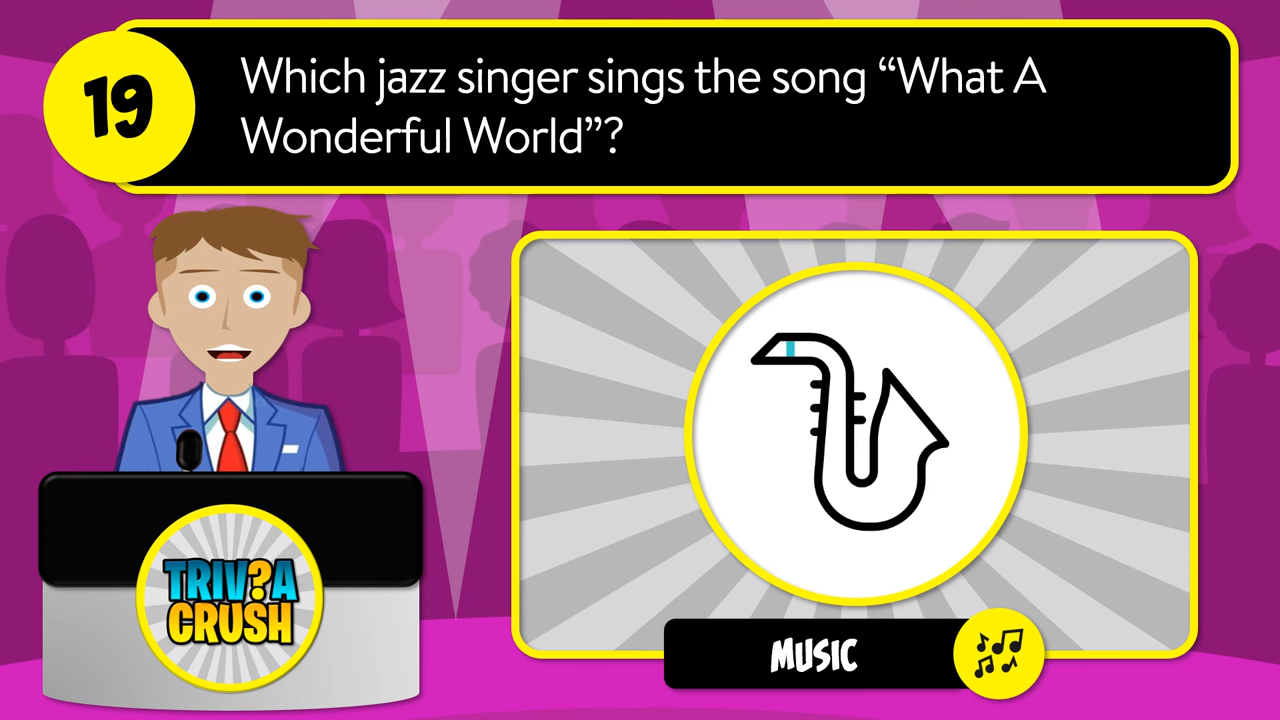 19
Which jazz singer sings the song “What A
Wonderful World”?
TRIV?A
CRUSH
MUSIC